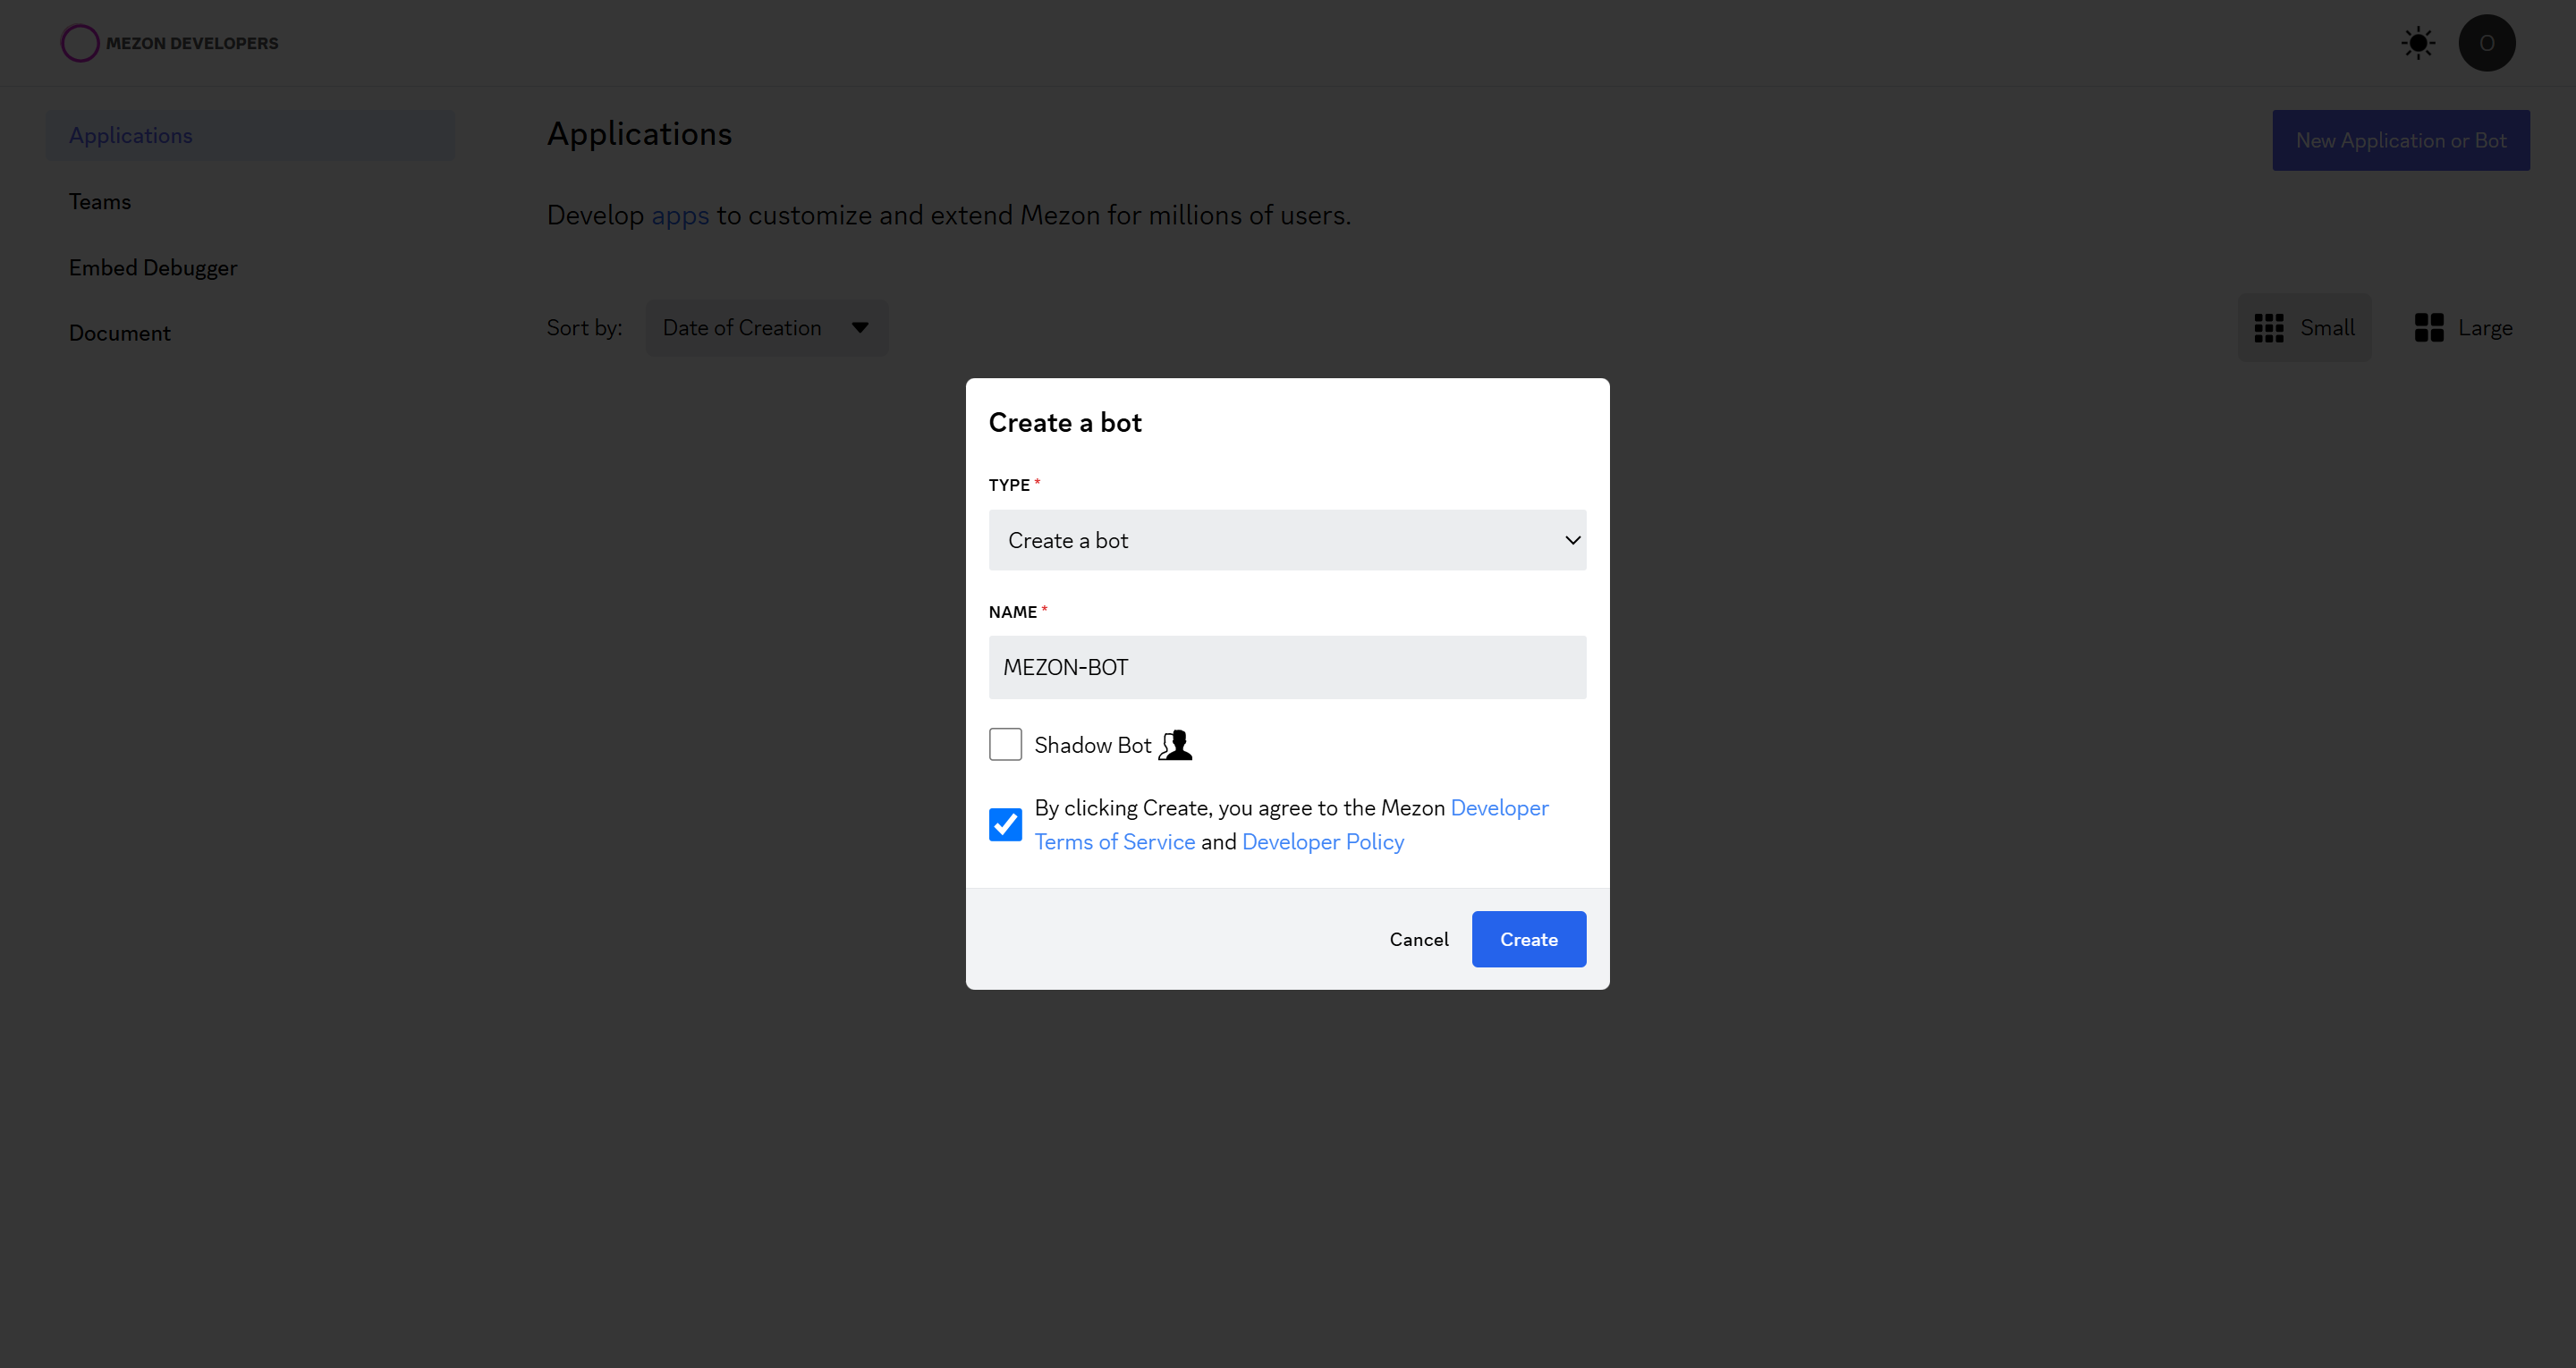 MEZON DEVELOPERS
O
Applications
Teams
Embed Debugger
Document
Applications
New Application or Bot
Develop apps to customize and extend Mezon for millions of users.
Sort by:
Date of Creation
Small
Large
Create a bot
TYPE *
Create a bot
NAME *
MEZON-BOT
Shadow Bot
By clicking Create, you agree to the Mezon Developer
Terms of Service and Developer Policy
Cancel
Create